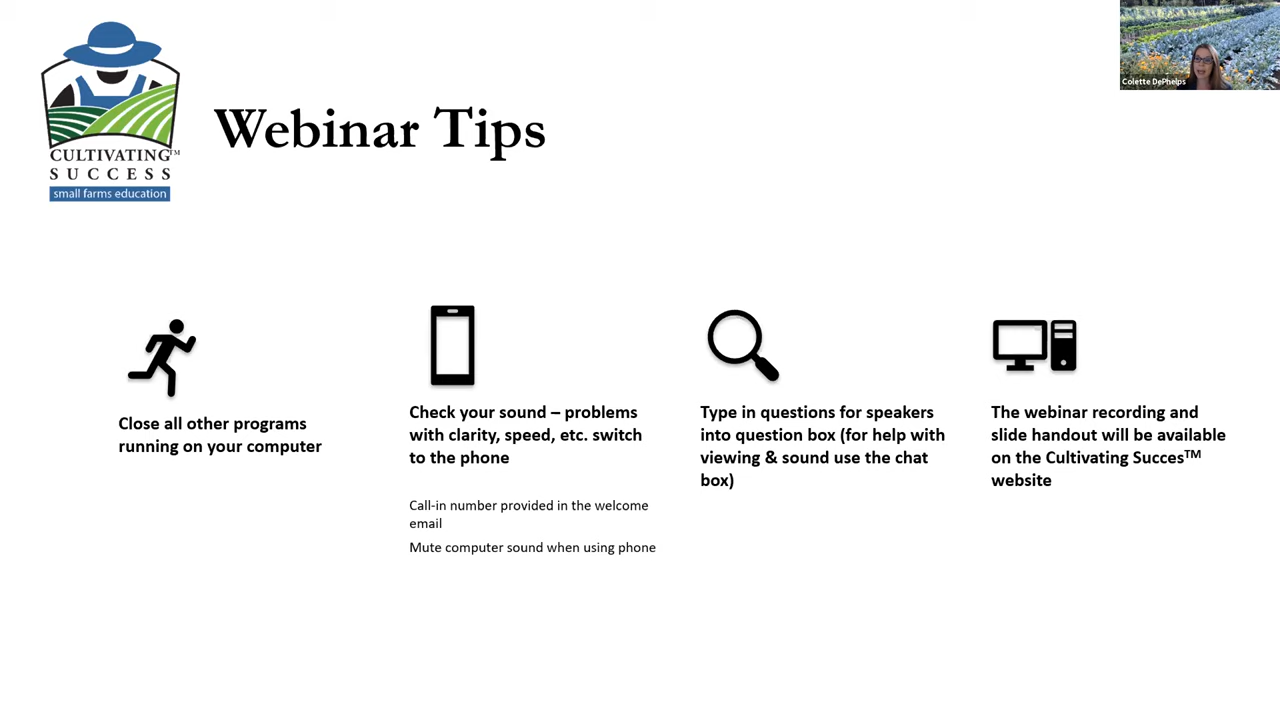 Colette DePhelps
CULTIVATING™
SUCCESS
small farms education
Webinar Tips
Close all other programs
running on your computer
Check your sound – problems
with clarity, speed, etc. switch
to the phone
Call-in number provided in the welcome
email
Mute computer sound when using phone
Type in questions for speakers
into question box (for help with
viewing & sound use the chat
box)
The webinar recording and
slide handout will be available
on the Cultivating Succes™
website